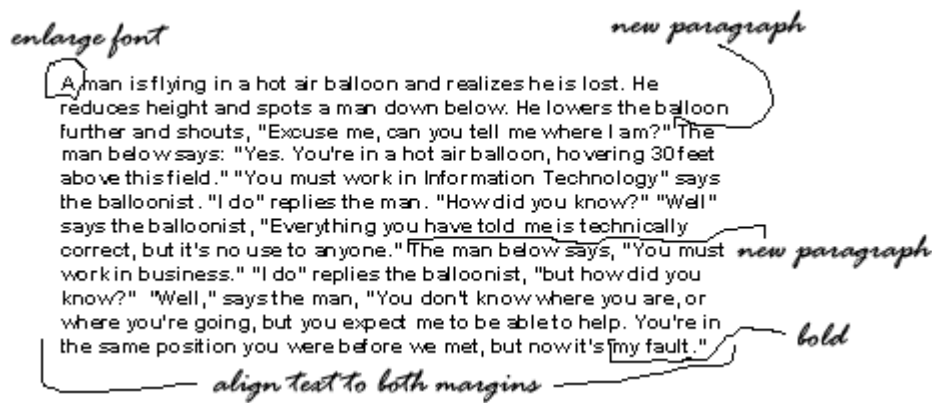 new paragraph
enlarge font
A man is flying in a hot air balloon and realizes he is lost. He
reduces height and spots a man down below. He lowers the balloon
further and shouts, "Excuse me, can you tell me where I am?" The
man below says: "Yes. You're in a hot air balloon, hovering 30 feet
above this field." "You must work in Information Technology" says
the balloonist. "I do" replies the man. "How did you know?" "Well"
says the balloonist, "Everything you have told me is technically
correct, but it's no use to anyone." The man below says, "You must
new paragraph
work in business." "I do" replies the balloonist, "but how did you
know?" "Well," says the man, "You don't know where you are, or
where you're going, but you expect me to be able to help. You're in
the same position you were before we met, but now it's my fault."
bold
align text to both margins